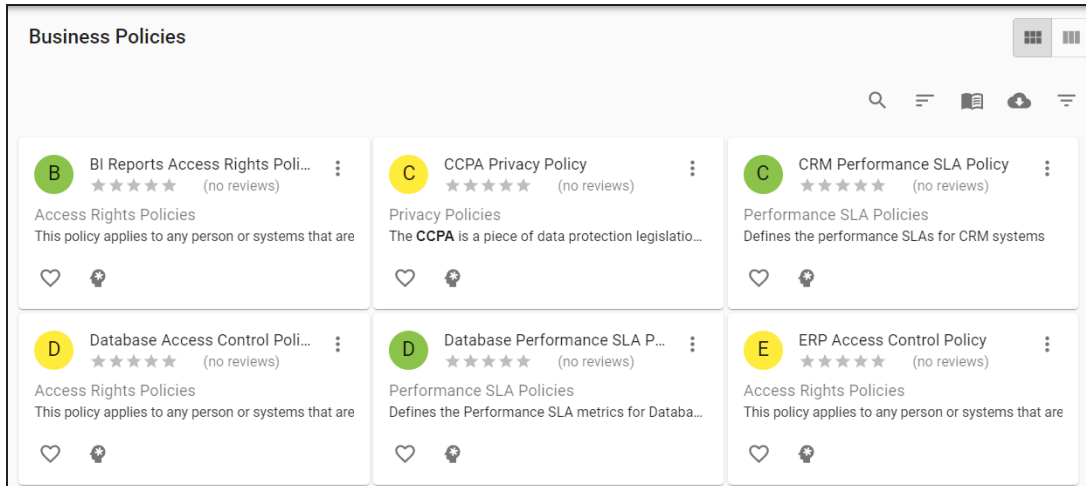 Business Policies
B
BI Reports Access Rights Poli...
(no reviews)
Access Rights Policies
This policy applies to any person or systems that are
C
CCPA Privacy Policy
(no reviews)
Privacy Policies
The CCPA is a piece of data protection legislatio...
C
CRM Performance SLA Policy
(no reviews)
Performance SLA Policies
Defines the performance SLAs for CRM systems
D
Database Access Control Poli...
(no reviews)
Access Rights Policies
This policy applies to any person or systems that are
D
Database Performance SLA P...
(no reviews)
Performance SLA Policies
Defines the Performance SLA metrics for Databa...
E
ERP Access Control Policy
(no reviews)
Access Rights Policies
This policy applies to any person or systems that are